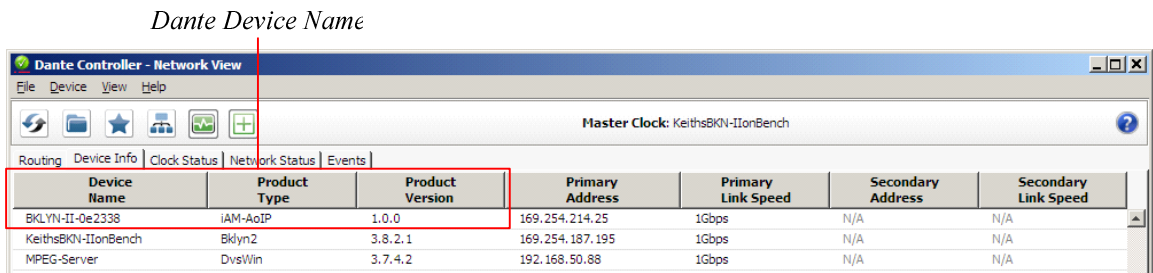 Dante Device Name
Dante Controller - Network View
File Device View Help
Master Clock: KeithsBKN-IIonBench
?
Routing Device Info Clock Status Network Status Events
Device Name Product Type Product Version Primary Address Primary Link Speed Secondary Address Secondary Link Speed
BKLYN-II-0e2338 iAM-AoIP 1.0.0 169.254.214.25 1Gbps N/A N/A
KeithsBKN-IIonBench Bklyn2 3.8.2.1 169.254.187.195 1Gbps N/A N/A
MPEG-Server DvsWin 3.7.4.2 192.168.50.88 1Gbps N/A N/A